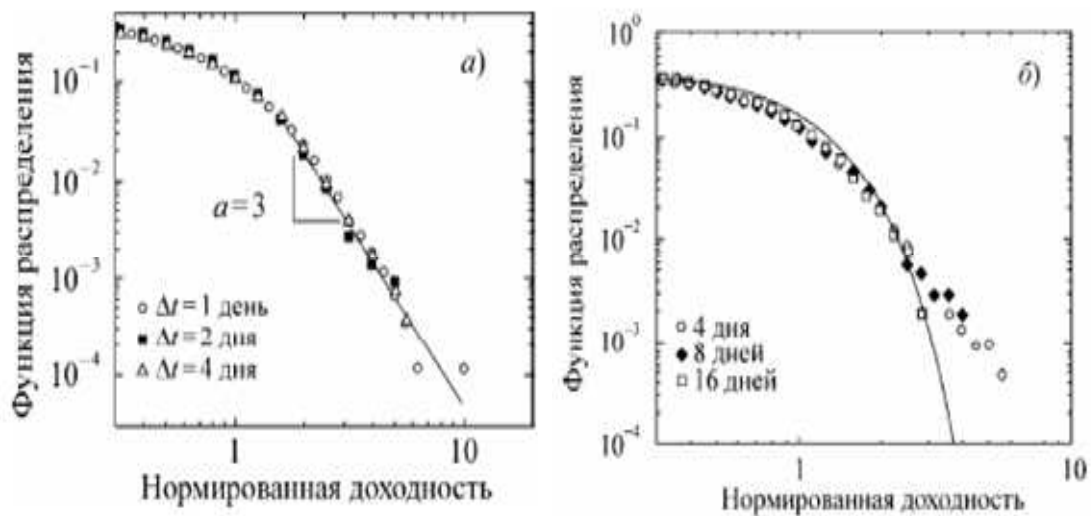 Функция распределения
10⁻¹
10⁻²
10⁻³
10⁻⁴
а)
a=3
○ Δt=1 день
■ Δt=2 дня
△ Δt=4 дня
1
10
Нормированная доходность
Функция распределения
10⁰
10⁻¹
10⁻²
10⁻³
10⁻⁴
б)
○ 4 дня
◆ 8 дней
□ 16 дней
1
10
Нормированная доходность